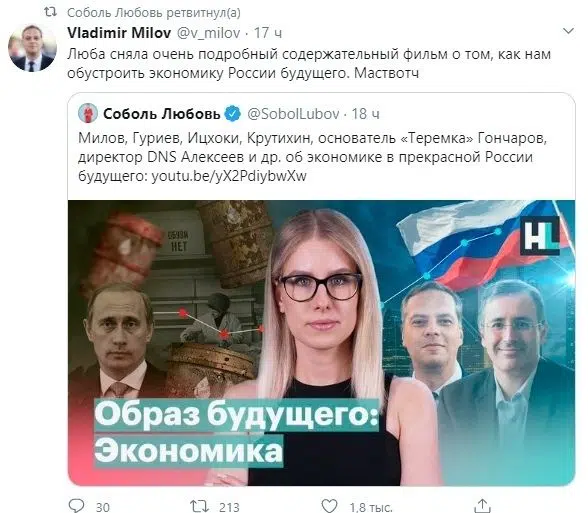 Соболь Любовь ретвитнул(а)
Vladimir Milov @v_milov · 17 ч
Люба сняла очень подробный содержательный фильм о том, как нам
обустроить экономику России будущего. Маствотч
Соболь Любовь @SobolLubov · 18 ч
Милов, Гуриев, Ицхоки, Крутихин, основатель «Теремка» Гончаров,
директор DNS Алексеев и др. об экономике в прекрасной России
будущего: youtu.be/yX2PdiybwXw
ОБУВИ
НЕТ
HL
Образ будущего:
Экономика
30 213 1,8 тыс.